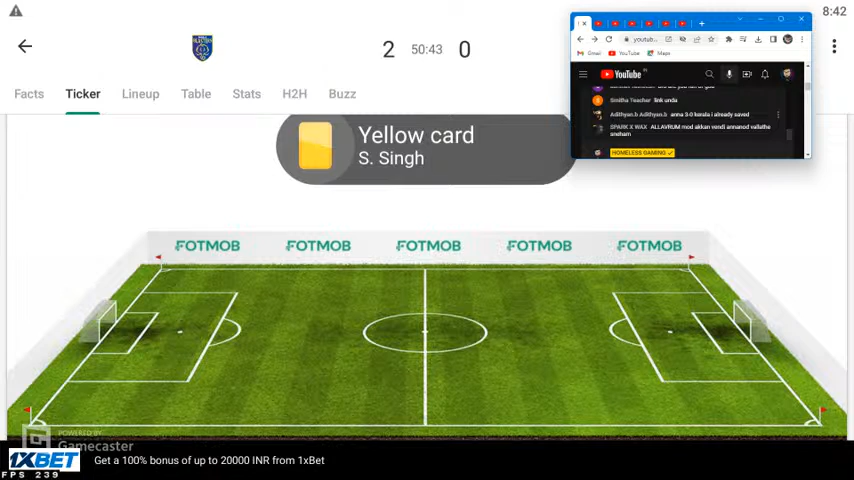 8:42
2 50:43 0
Facts Ticker Lineup Table Stats H2H Buzz
Yellow card
S. Singh
youtub...
Gmail YouTube Maps
YouTube
Smitha Teacher link undo
Adithyan.b Adithyan.b anna 3-0 kerala i already saved
SPARK X WAX ALLAVRUM mod akkan vendi annanod vallathe
sneham
HOMELESS GAMING
FOTMOB FOTMOB FOTMOB FOTMOB FOTMOB
POWERED BY
Gamecaster
1XBET Get a 100% bonus of up to 20000 INR from 1xBet
FPS 239